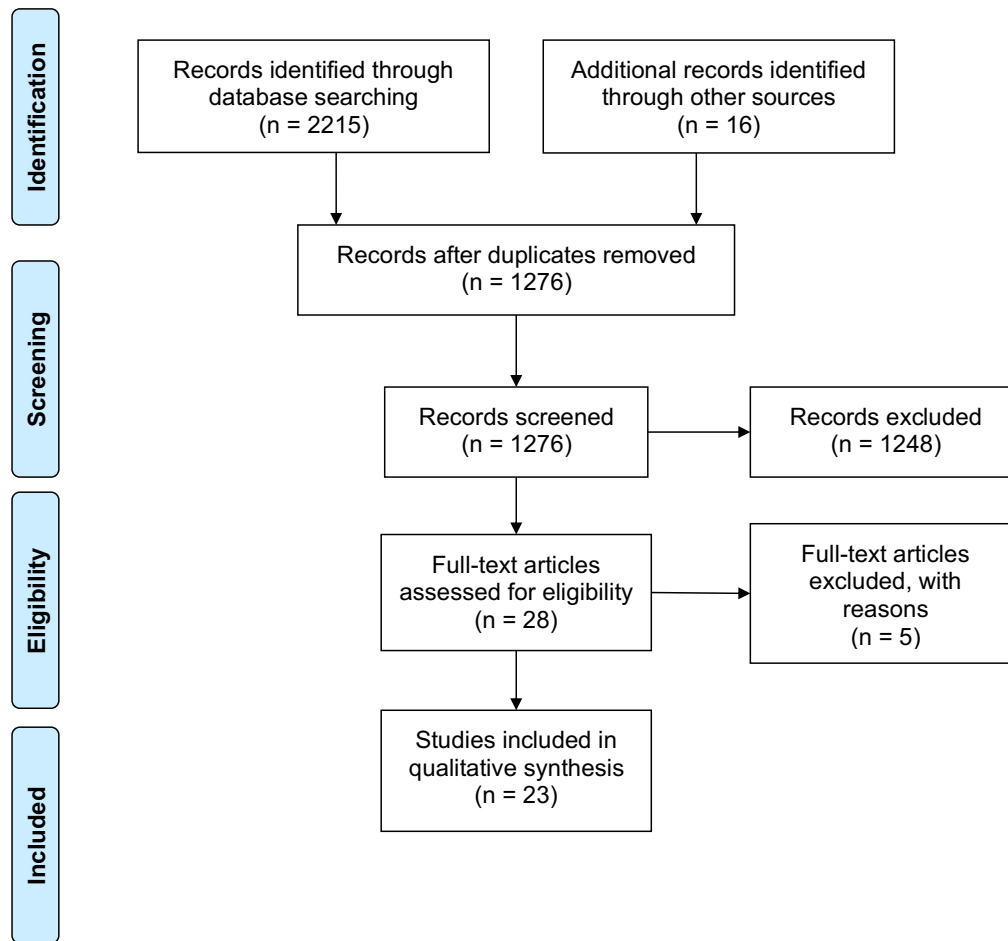 Identification
Records identified through
database searching
(n = 2215)
Additional records identified
through other sources
(n = 16)
Records after duplicates removed
(n = 1276)
Screening
Records screened
(n = 1276)
Records excluded
(n = 1248)
Eligibility
Full-text articles
assessed for eligibility
(n = 28)
Full-text articles
excluded, with
reasons
(n = 5)
Included
Studies included in
qualitative synthesis
(n = 23)